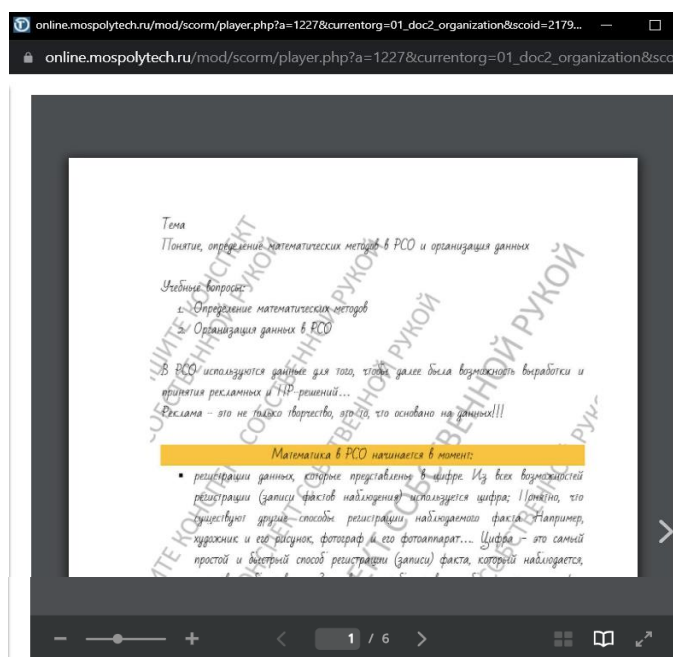 online.mospolytech.ru/mod/scorm/player.php?a=1227&currentorg=01_doc2_organization&scoid=2179...
online.mospolytech.ru/mod/scorm/player.php?a=1227&currentorg=01_doc2_organization&sco
Тема
Понятие, определение математических методов в РСО и организация данных
Учебные вопросы:
1. Определение математических методов
2. Организация данных в РСО
В РСО используются данные для того, чтобы далее была возможность выработки и
принятия рекламных и ПР-решений...
Реклама – это не только творчество, это то, что основано на данных!!!
Математика в РСО начинается в момент:
▪ регистрации данных, которые представлены в цифре. Из всех возможностей
регистрации (записи фактов наблюдения) используется цифра; Понятно, что
существуют другие способы регистрации наблюдаемого факта. Например,
художник и его рисунок, фотограф и его фотоаппарат.... Цифра – это самый
простой и быстрый способ регистрации (записи) факта, который наблюдается,
1 / 6